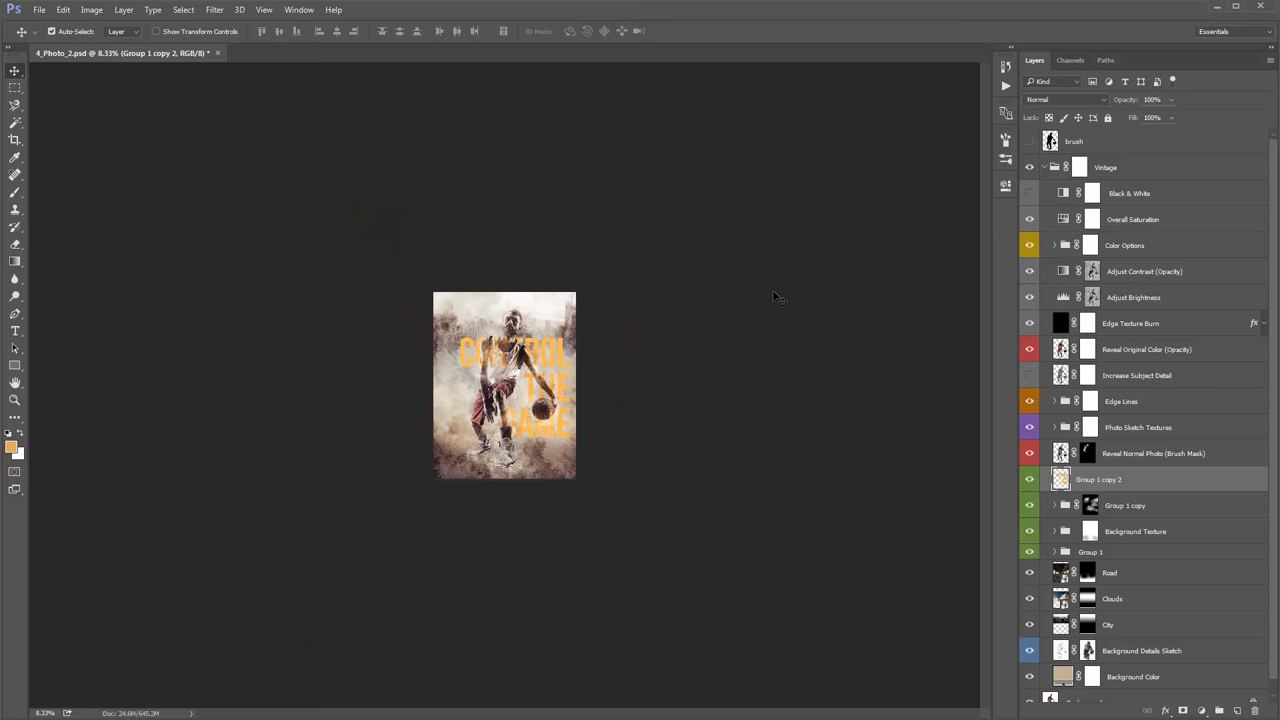 Ps File Edit Image Layer Type Select Filter 3D View Window Help
Auto-Select: Layer Show Transform Controls 3D Mode: Essentials
4_Photo_2.psd @ 8.33% (Group 1 copy 2, RGB/8) * ×
Layers Channels Paths
Kind
Normal Opacity: 100%
Lock: Fill: 100%
brush
Vintage
Black & White
Overall Saturation
Color Options
Adjust Contrast (Opacity)
Adjust Brightness
Edge Texture Burn fx
Reveal Original Color (Opacity)
Increase Subject Detail
Edge Lines
Photo Sketch Textures
Reveal Normal Photo (Brush Mask)
Group 1 copy 2
Group 1 copy
Background Texture
Group 1
Road
Clouds
City
Background Details Sketch
Background Color
CONTROL
THE
GAME
8.33% Doc: 24.6M/645.2M
fx